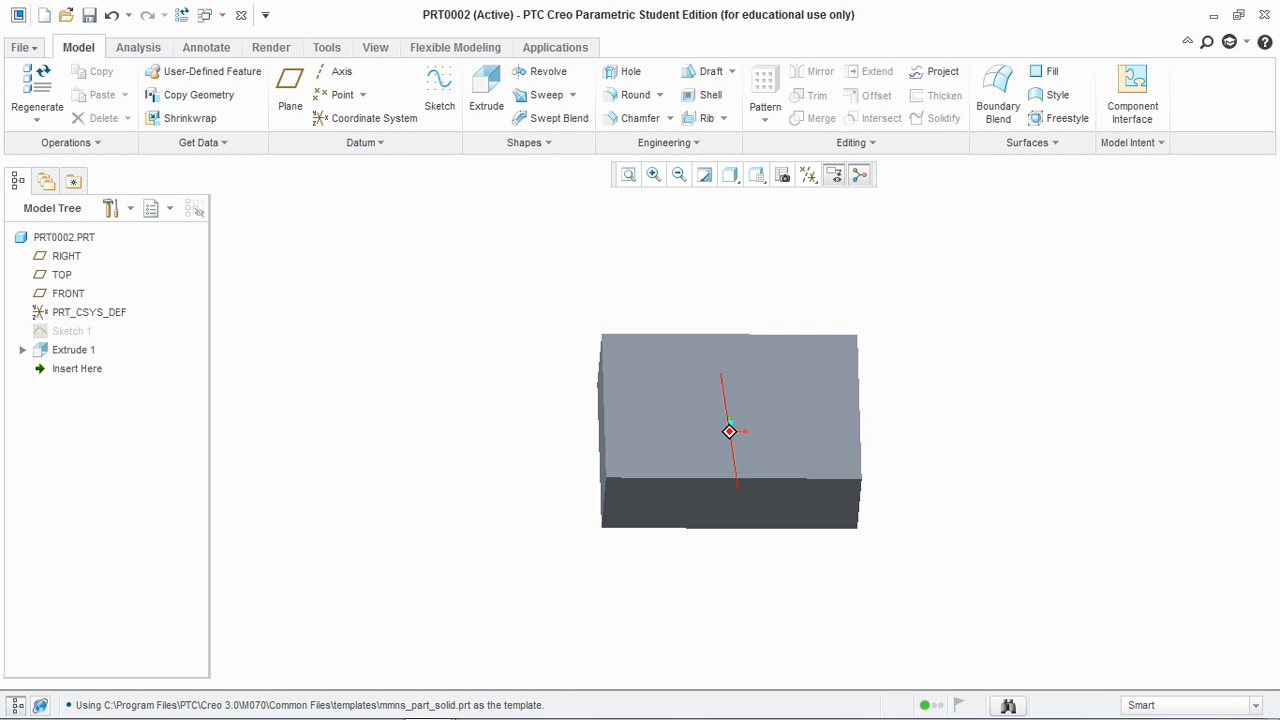 PRT0002 (Active) - PTC Creo Parametric Student Edition (for educational use only)
File Model Analysis Annotate Render Tools View Flexible Modeling Applications
Regenerate
Copy
Paste
Delete
Operations
User-Defined Feature
Copy Geometry
Shrinkwrap
Get Data
Plane
Axis
Point
Coordinate System
Sketch
Datum
Extrude
Revolve
Sweep
Swept Blend
Shapes
Hole
Round
Chamfer
Draft
Shell
Rib
Engineering
Pattern
Mirror
Trim
Merge
Extend
Offset
Intersect
Project
Thicken
Solidify
Editing
Boundary
Blend
Fill
Style
Freestyle
Surfaces
Component
Interface
Model Intent
Model Tree
PRT0002.PRT
RIGHT
TOP
FRONT
PRT_CSYS_DEF
Sketch 1
Extrude 1
Insert Here
• Using C:\Program Files\PTC\Creo 3.0\M070\Common Files\templates\mmns_part_solid.prt as the template.
Smart